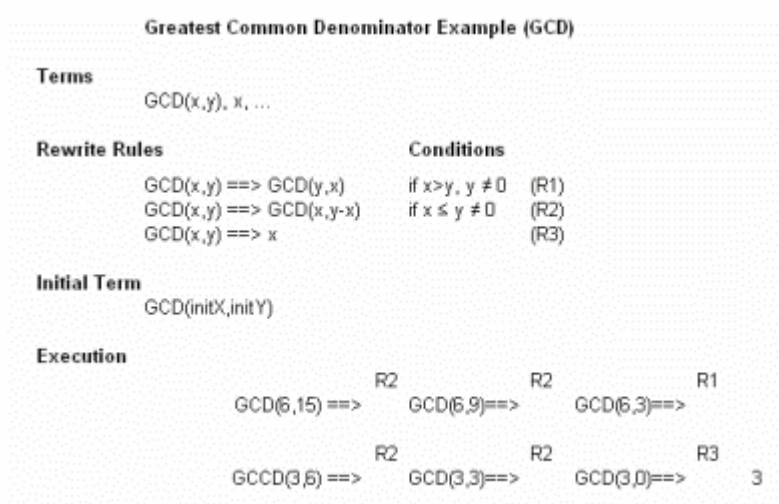 Greatest Common Denominator Example (GCD)
Terms
GCD(x,y), x, ...
Rewrite Rules Conditions
GCD(x,y) ==> GCD(y,x) if x>y, y ≠ 0 (R1)
GCD(x,y) ==> GCD(x,y-x) if x ≤ y ≠ 0 (R2)
GCD(x,y) ==> x (R3)
Initial Term
GCD(initX,initY)
Execution
R2 R2 R1
GCD(6,15) ==> GCD(6,9)==> GCD(6,3)==>
R2 R2 R3
GCCD(3,6) ==> GCD(3,3)==> GCD(3,0)==> 3